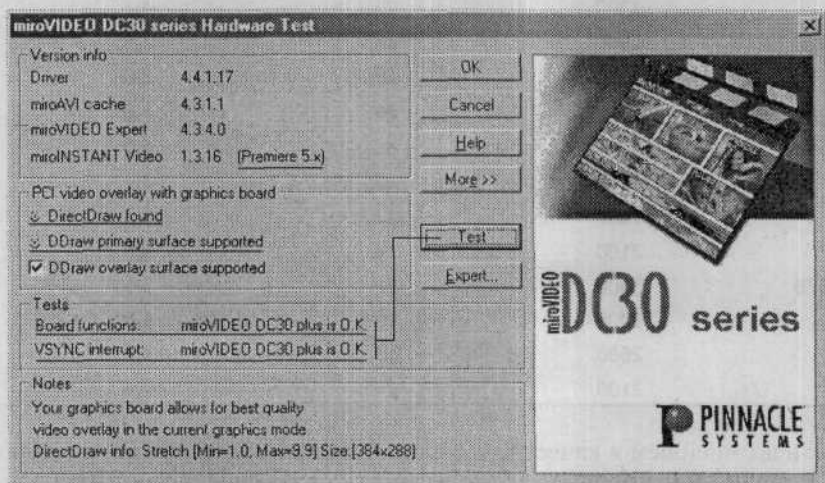 miroVIDEO DC30 series Hardware Test
Version info
Driver 4.4.1.17
miroAVI cache 4.3.1.1
miroVIDEO Expert 4.3.4.0
miroINSTANT Video 1.3.16 (Premiere 5.x)
PCI video overlay with graphics board
DirectDraw found
DDraw primary surface supported
DDraw overlay surface supported
Tests
Board functions: miroVIDEO DC30 plus is O.K.
VSYNC interrupt: miroVIDEO DC30 plus is O.K.
Notes
Your graphics board allows for best quality
video overlay in the current graphics mode
DirectDraw info: Stretch [Min=1.0, Max=9.9] Size:[384x288]
OK
Cancel
Help
More >>
Test
Expert...
miroVIDEO DC30 series
PINNACLE
SYSTEMS